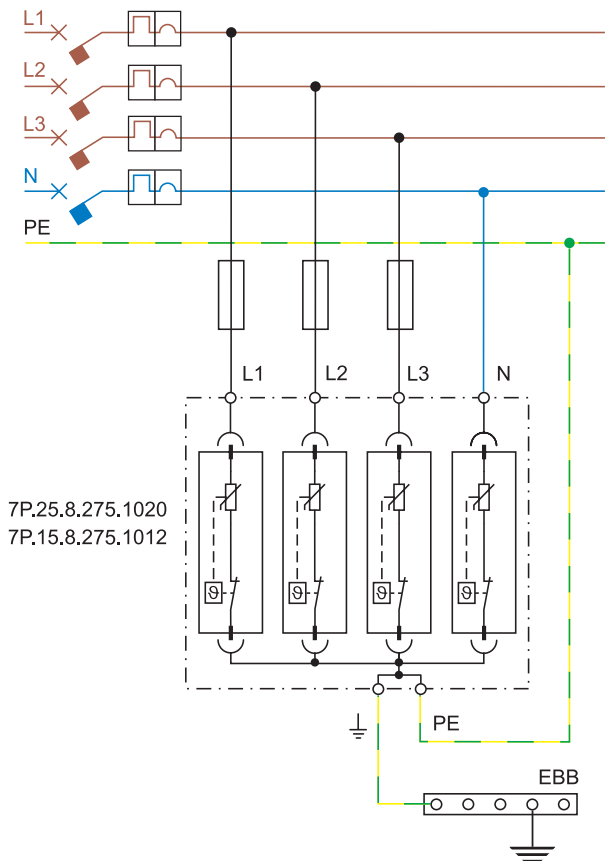 L1
L2
L3
N
PE
L1 L2 L3 N
7P.25.8.275.1020
7P.15.8.275.1012
ϑ ϑ ϑ ϑ
PE
EBB